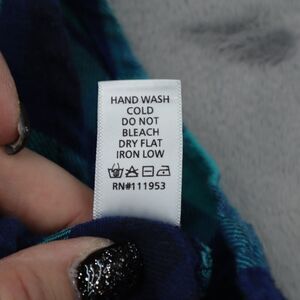 HAND WASH
COLD
DO NOT
BLEACH
DRY FLAT
IRON LOW
RN#111953